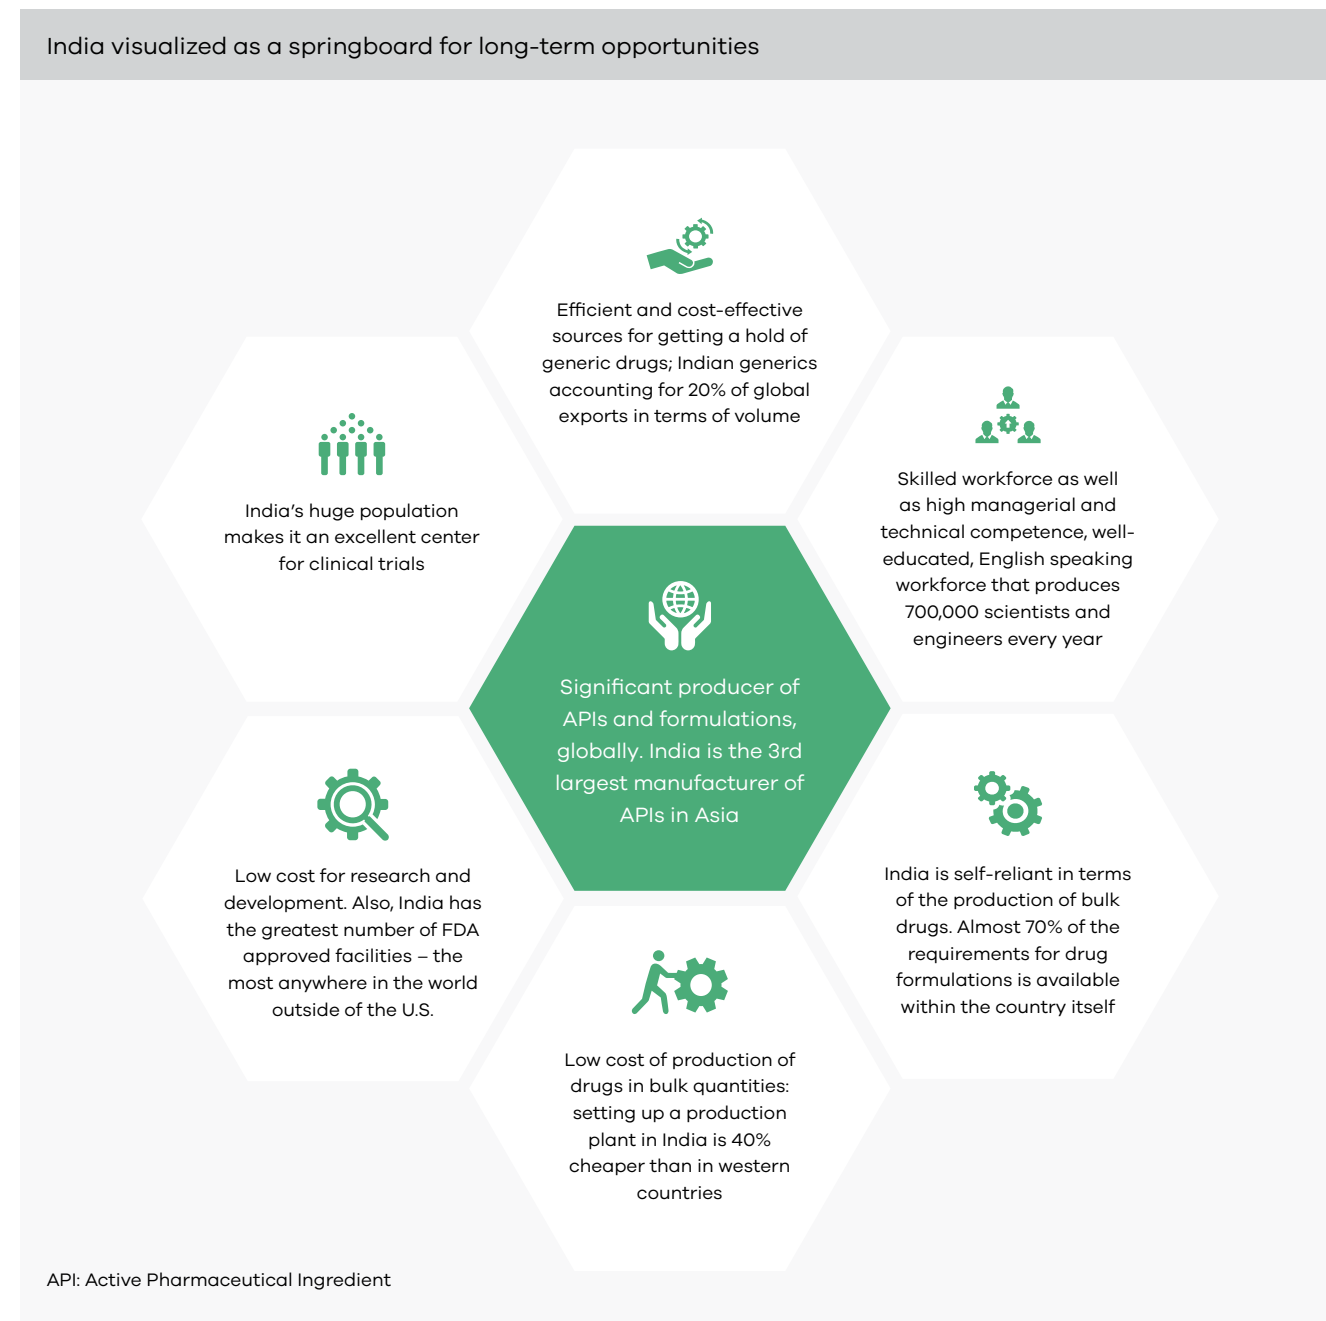 India visualized as a springboard for long-term opportunities
Efficient and cost-effective
sources for getting a hold of
generic drugs; Indian generics
accounting for 20% of global
exports in terms of volume
India's huge population
makes it an excellent center
for clinical trials
Skilled workforce as well
as high managerial and
technical competence, well-
educated, English speaking
workforce that produces
700,000 scientists and
engineers every year
Significant producer of
APIs and formulations,
globally. India is the 3rd
largest manufacturer of
APIs in Asia
Low cost for research and
development. Also, India has
the greatest number of FDA
approved facilities – the
most anywhere in the world
outside of the U.S.
India is self-reliant in terms
of the production of bulk
drugs. Almost 70% of the
requirements for drug
formulations is available
within the country itself
Low cost of production of
drugs in bulk quantities:
setting up a production
plant in India is 40%
cheaper than in western
countries
API: Active Pharmaceutical Ingredient